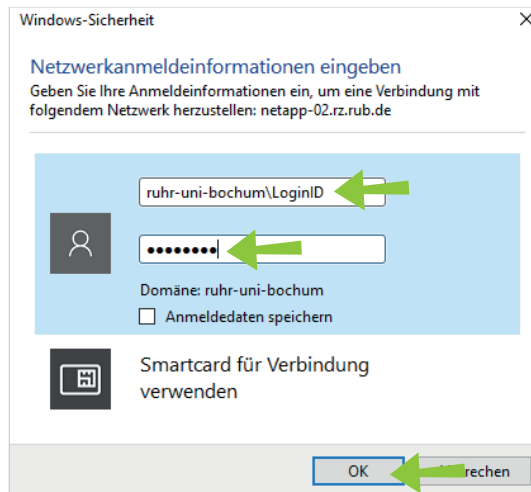 Windows-Sicherheit
Netzwerkanmeldeinformationen eingeben
Geben Sie Ihre Anmeldeinformationen ein, um eine Verbindung mit
folgendem Netzwerk herzustellen: netapp-02.rz.rub.de
ruhr-uni-bochum\LoginID
Domäne: ruhr-uni-bochum
Anmeldedaten speichern
Smartcard für Verbindung
verwenden
OK